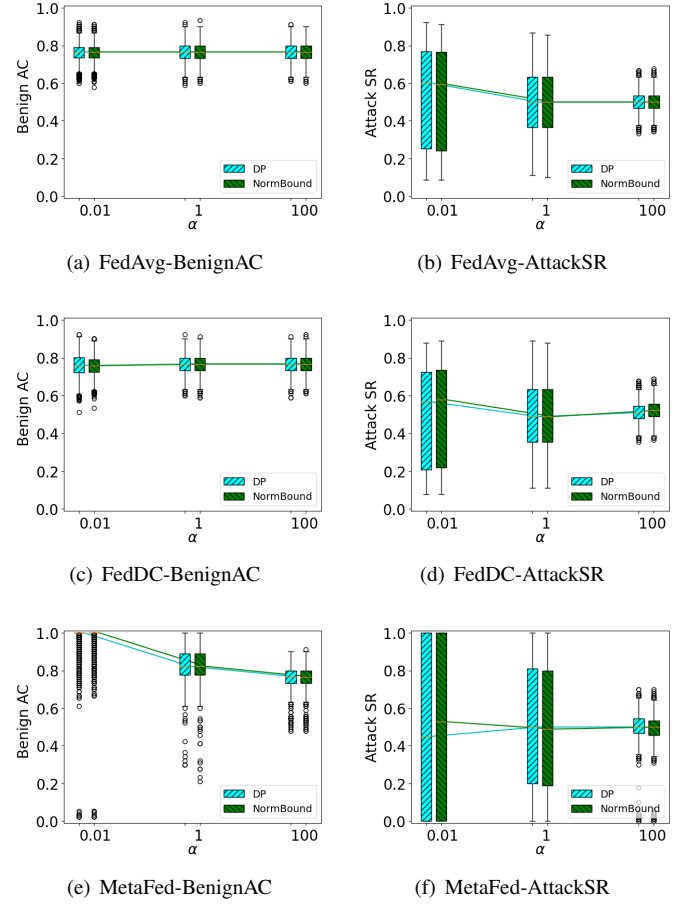 1.0
0.8
0.6
0.4
0.2
0.0
Benign AC
DP
NormBound
0.01 1 100
α
(a) FedAvg-BenignAC
1.0
0.8
0.6
0.4
0.2
0.0
Attack SR
DP
NormBound
0.01 1 100
α
(b) FedAvg-AttackSR
1.0
0.8
0.6
0.4
0.2
0.0
Benign AC
DP
NormBound
0.01 1 100
α
(c) FedDC-BenignAC
1.0
0.8
0.6
0.4
0.2
0.0
Attack SR
DP
NormBound
0.01 1 100
α
(d) FedDC-AttackSR
1.0
0.8
0.6
0.4
0.2
0.0
Benign AC
DP
NormBound
0.01 1 100
α
(e) MetaFed-BenignAC
1.0
0.8
0.6
0.4
0.2
0.0
Attack SR
DP
NormBound
0.01 1 100
α
(f) MetaFed-AttackSR